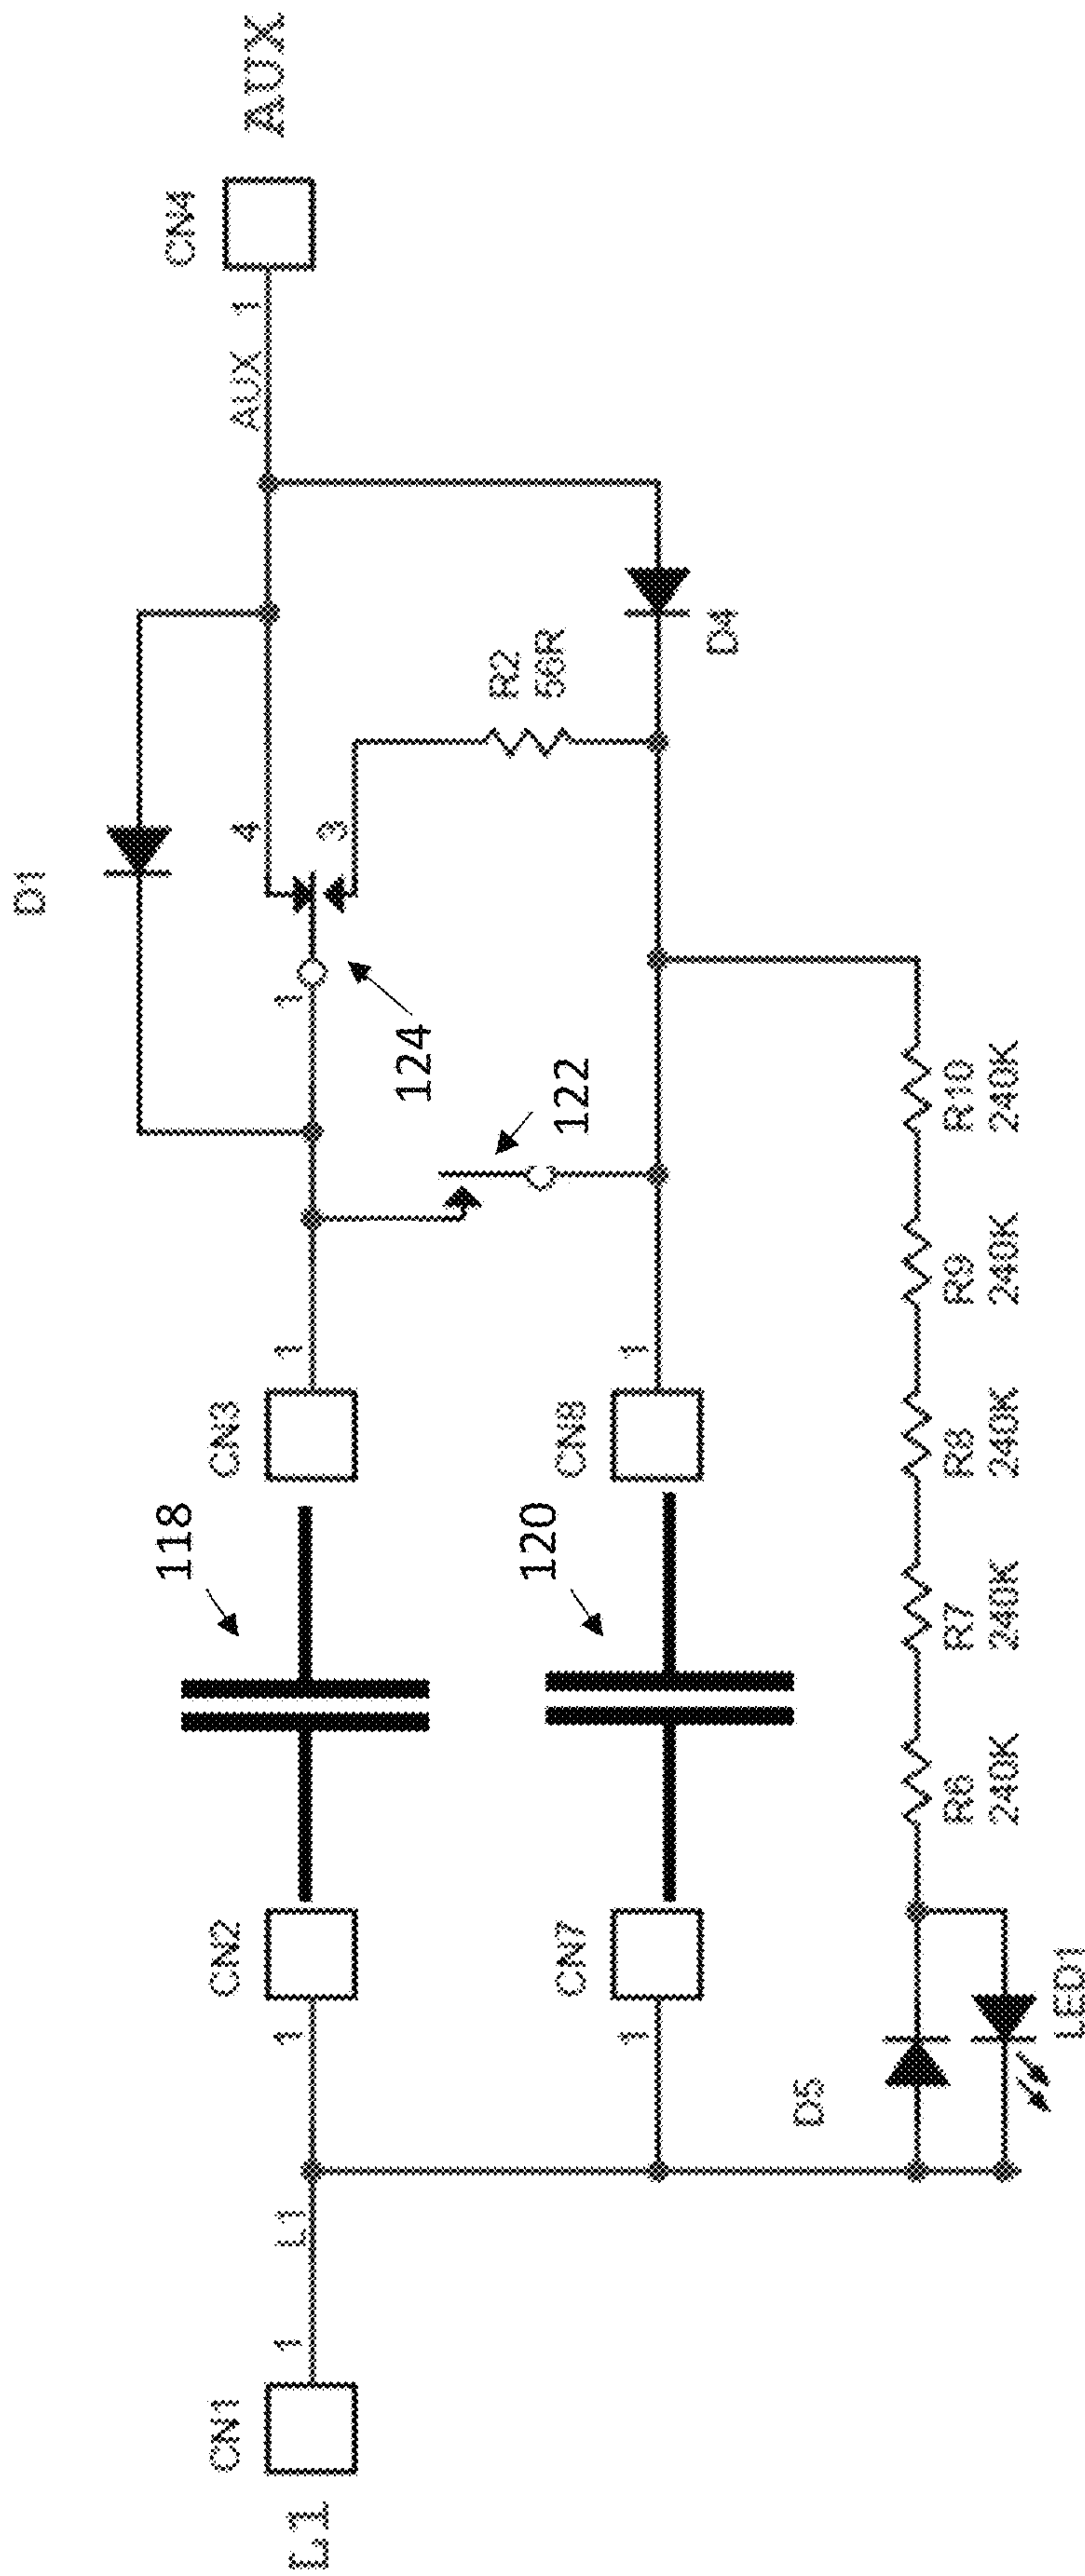 L1
CN1
1
L1
CN2
1
118
CN3
1
D1
1
124
4
3
R2
56R
AUX
1
CN4
AUX
122
D4
CN7
1
120
CN8
1
D5
LED1
R6
240K
R7
240K
R8
240K
R9
240K
R10
240K